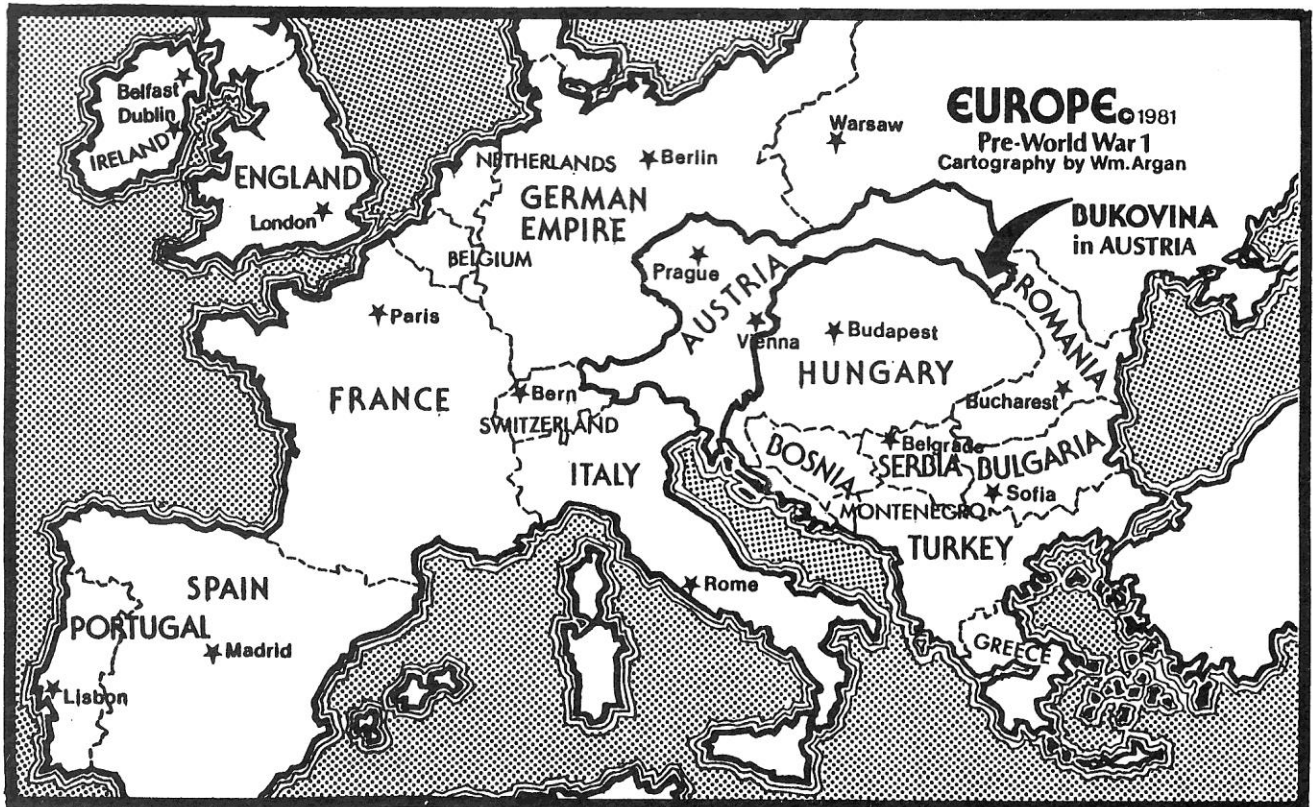 EUROPE © 1981
Pre-World War 1
Cartography by Wm. Argan
BUKOVINA
in AUSTRIA
Belfast
Dublin
IRELAND
ENGLAND
London
NETHERLANDS
Berlin
GERMAN
EMPIRE
Warsaw
BELGIUM
Prague
AUSTRIA
Vienna
Paris
FRANCE
Bern
SWITZERLAND
Budapest
HUNGARY
ROMANIA
Bucharest
ITALY
BOSNIA
Belgrade
SERBIA
BULGARIA
Sofia
MONTENEGRO
TURKEY
Rome
SPAIN
PORTUGAL
Madrid
Lisbon
GREECE